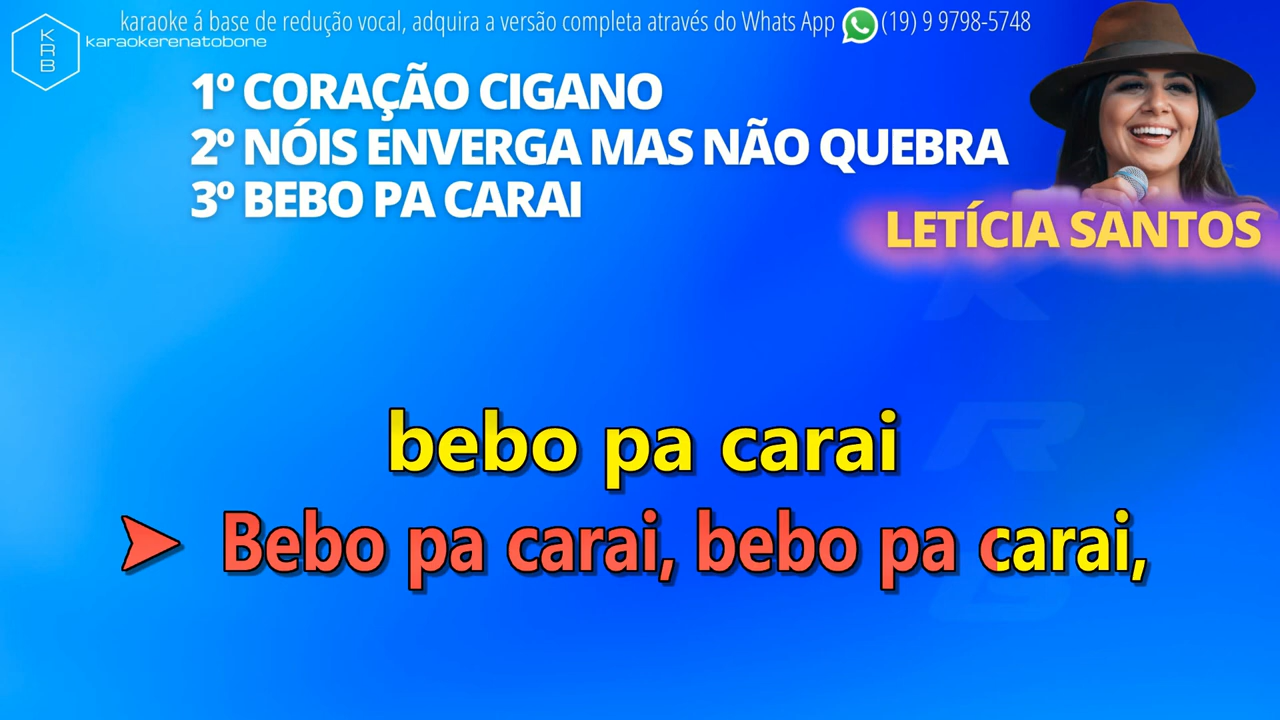 karaoke á base de redução vocal, adquira a versão completa através do Whats App (19) 9 9798-5748
KRB
karaokerenatobone
1º CORAÇÃO CIGANO
2º NÓIS ENVERGA MAS NÃO QUEBRA
3º BEBO PA CARAI
LETÍCIA SANTOS
K
R
B
bebo pa carai
Bebo pa carai, bebo pa carai,